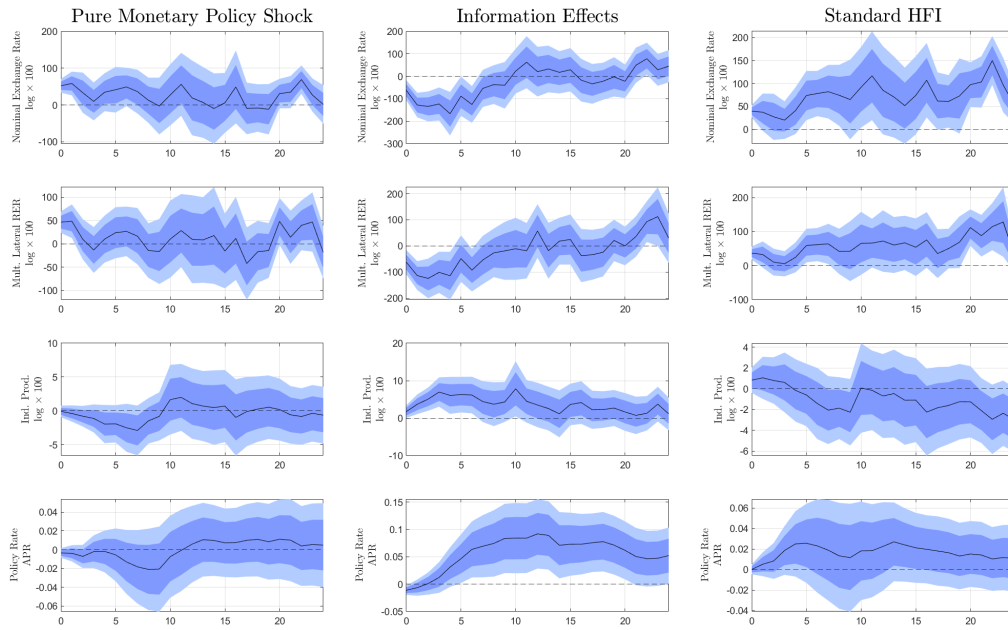 Pure Monetary Policy Shock
Information Effects
Standard HFI
Nominal Exchange Rate
log × 100
200
100
0
-100
0 5 10 15 20
Nominal Exchange Rate
log × 100
200
100
0
-100
-200
-300
0 5 10 15 20
Nominal Exchange Rate
log × 100
200
150
100
50
0
0 5 10 15 20
Mult. Lateral RER
log × 100
100
50
0
-50
-100
0 5 10 15 20
Mult. Lateral RER
log × 100
200
100
0
-100
-200
0 5 10 15 20
Mult. Lateral RER
log × 100
200
100
0
-100
0 5 10 15 20
Ind. Prod.
log × 100
10
5
0
-5
0 5 10 15 20
Ind. Prod.
log × 100
20
10
0
-10
0 5 10 15 20
Ind. Prod.
log × 100
4
2
0
-2
-4
-6
0 5 10 15 20
Policy Rate
APR
0.04
0.02
0
-0.02
-0.04
-0.06
0 5 10 15 20
Policy Rate
APR
0.15
0.1
0.05
0
-0.05
0 5 10 15 20
Policy Rate
APR
0.06
0.04
0.02
0
-0.02
-0.04
0 5 10 15 20